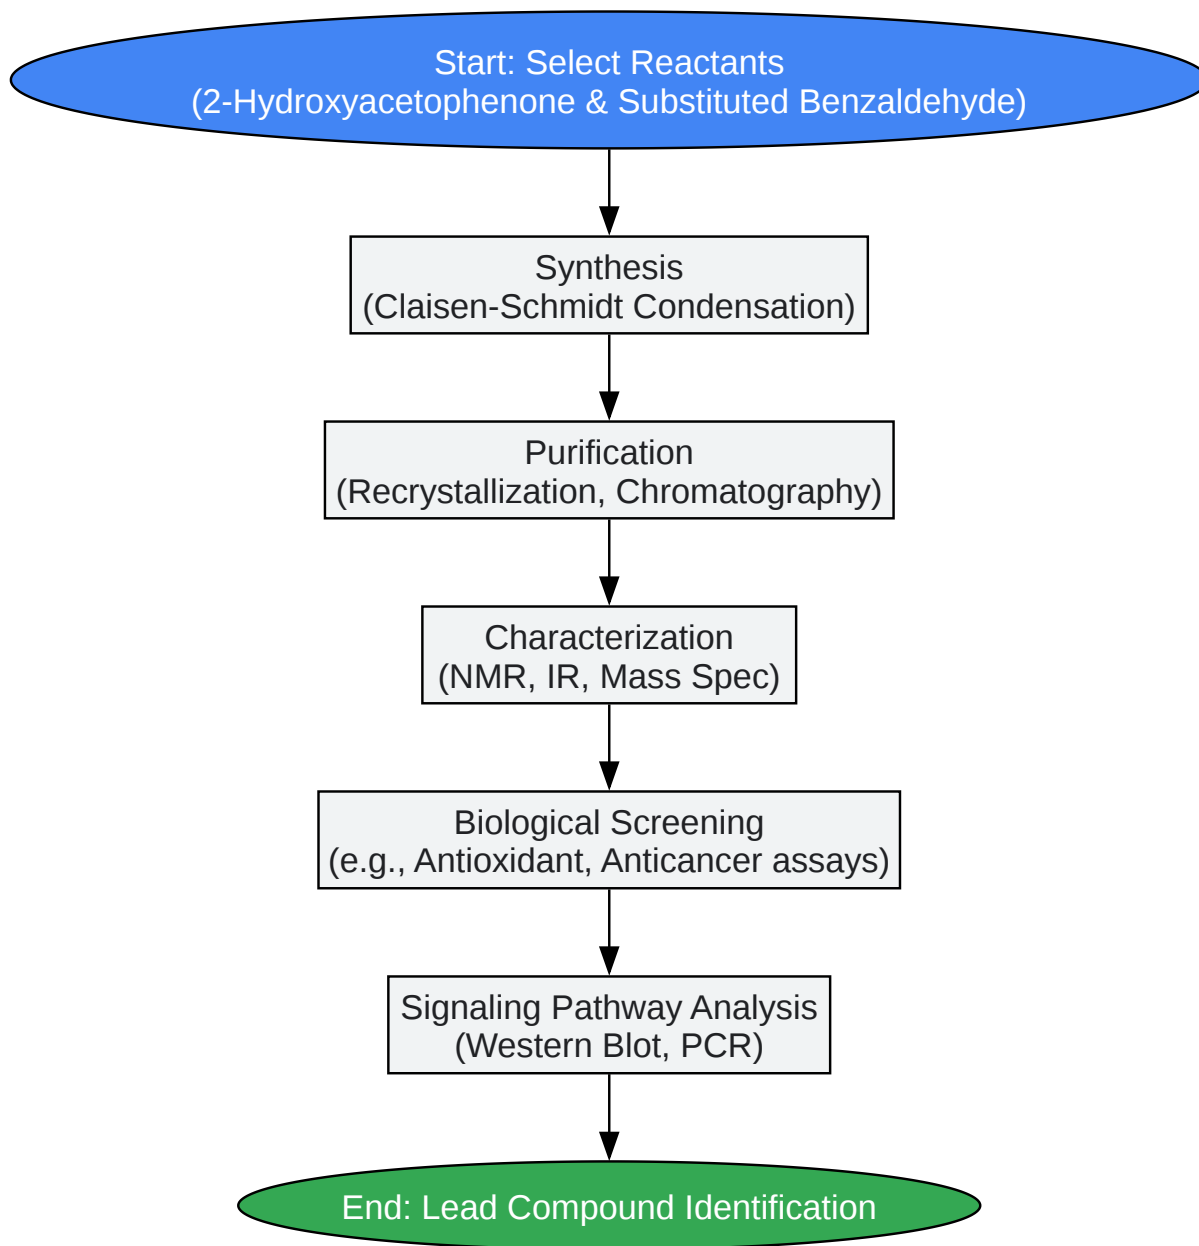 Start: Select Reactants
(2-Hydroxyacetophenone & Substituted Benzaldehyde)
Synthesis
(Claisen-Schmidt Condensation)
Purification
(Recrystallization, Chromatography)
Characterization
(NMR, IR, Mass Spec)
Biological Screening
(e.g., Antioxidant, Anticancer assays)
Signaling Pathway Analysis
(Western Blot, PCR)
End: Lead Compound Identification